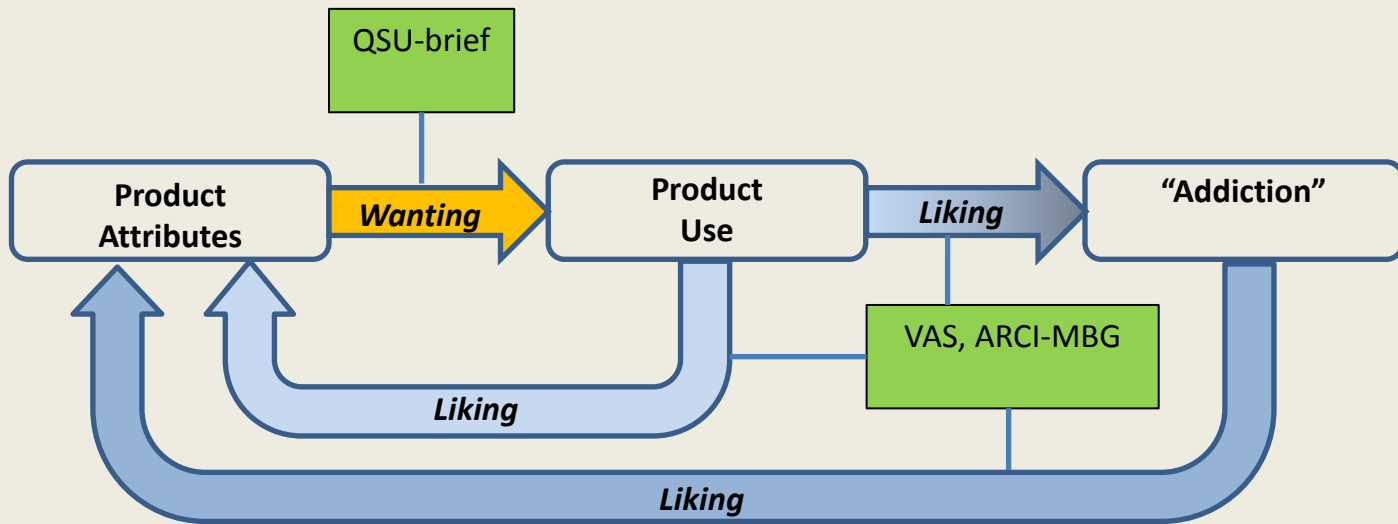 QSU-brief
Product
Attributes
Wanting
Product
Use
Liking
“Addiction”
VAS, ARCI-MBG
Liking
Liking